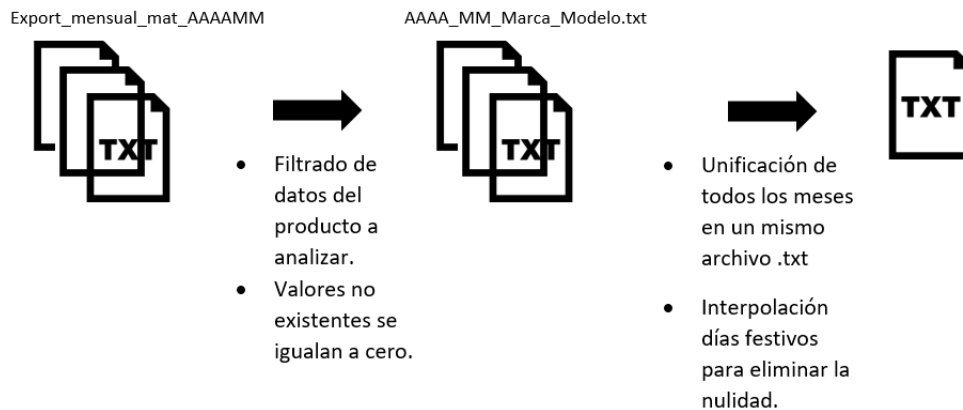 Export_mensual_mat_AAAAMM
AAAA_MM_Marca_Modelo.txt
TXT
TXT
TXT
• Filtrado de
datos del
producto a
analizar.
• Valores no
existentes se
igualan a cero.
• Unificación de
todos los meses
en un mismo
archivo .txt
• Interpolación
días festivos
para eliminar la
nulidad.